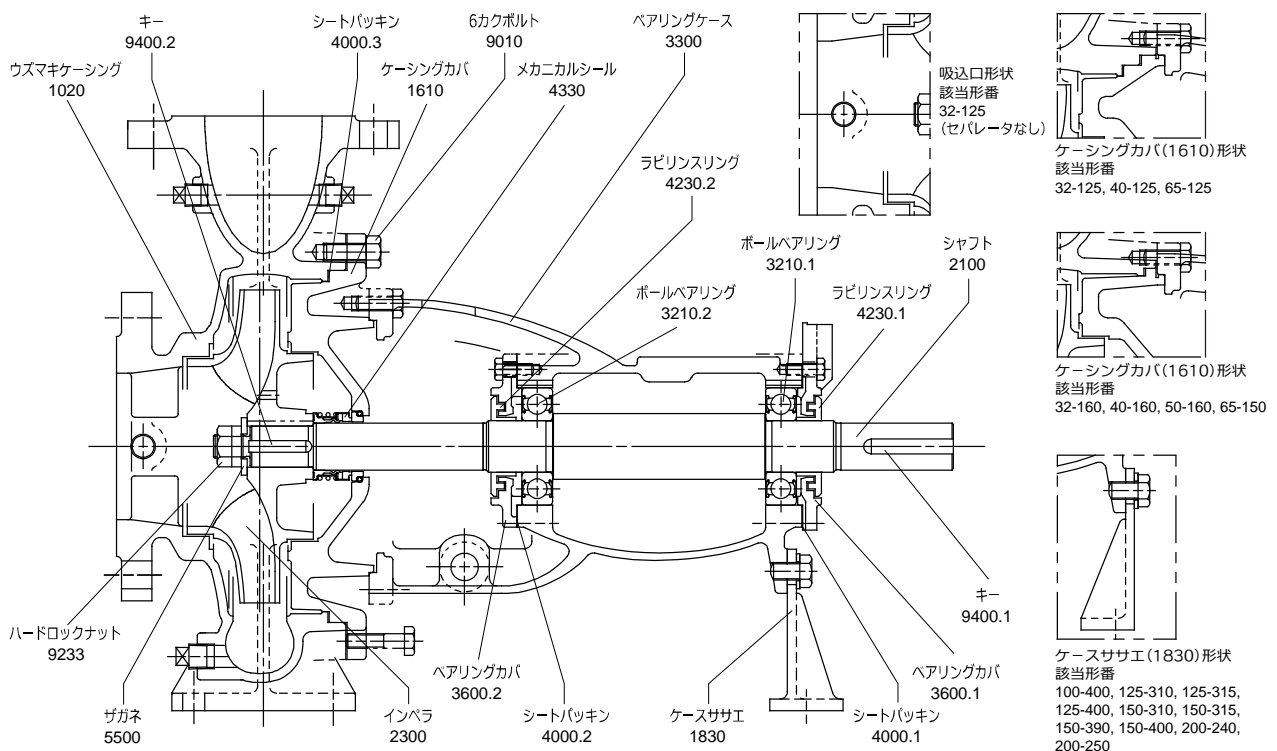 キー
9400.2
シートパッキン
4000.3
6カクボルト
9010
ベアリングケース
3300
ウズマキケーシング
1020
ケーシングカバ
1610
メカニカルシール
4330
吸込口形状
該当形番
32-125
(セパレータなし)
ケーシングカバ(1610)形状
該当形番
32-125, 40-125, 65-125
ラビリンスリング
4230.2
ボールベアリング
3210.1
シャフト
2100
ボールベアリング
3210.2
ラビリンスリング
4230.1
ケーシングカバ(1610)形状
該当形番
32-160, 40-160, 50-160, 65-150
キー
9400.1
ハードロックナット
9233
ベアリングカバ
3600.2
ベアリングカバ
3600.1
ザガネ
5500
インペラ
2300
シートパッキン
4000.2
ケースササエ
1830
シートパッキン
4000.1
ケースササエ(1830)形状
該当形番
100-400, 125-310, 125-315,
125-400, 150-310, 150-315,
150-390, 150-400, 200-240,
200-250